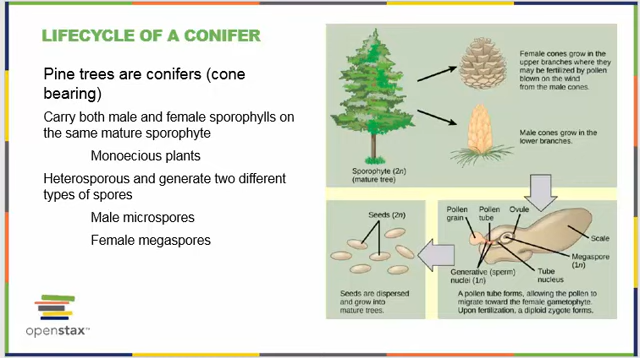 LIFECYCLE OF A CONIFER
Pine trees are conifers (cone
bearing)
Carry both male and female sporophylls on
the same mature sporophyte
Monoecious plants
Heterosporous and generate two different
types of spores
Male microspores
Female megaspores
openstax™
Female cones grow in the
upper branches where they
may be fertilized by pollen
blown on the wind
from the male cones.
Male cones grow in the
lower branches.
Sporophyte (2n)
(mature tree)
Pollen
grain
Pollen
tube
Ovule
Scale
Megaspore
(1n)
Tube
nucleus
Generative (sperm)
nuclei (1n)
A pollen tube forms, allowing the pollen to
migrate toward the female gametophyte.
Upon fertilization, a diploid zygote forms.
Seeds (2n)
Seeds are dispersed
and grow into
mature trees.